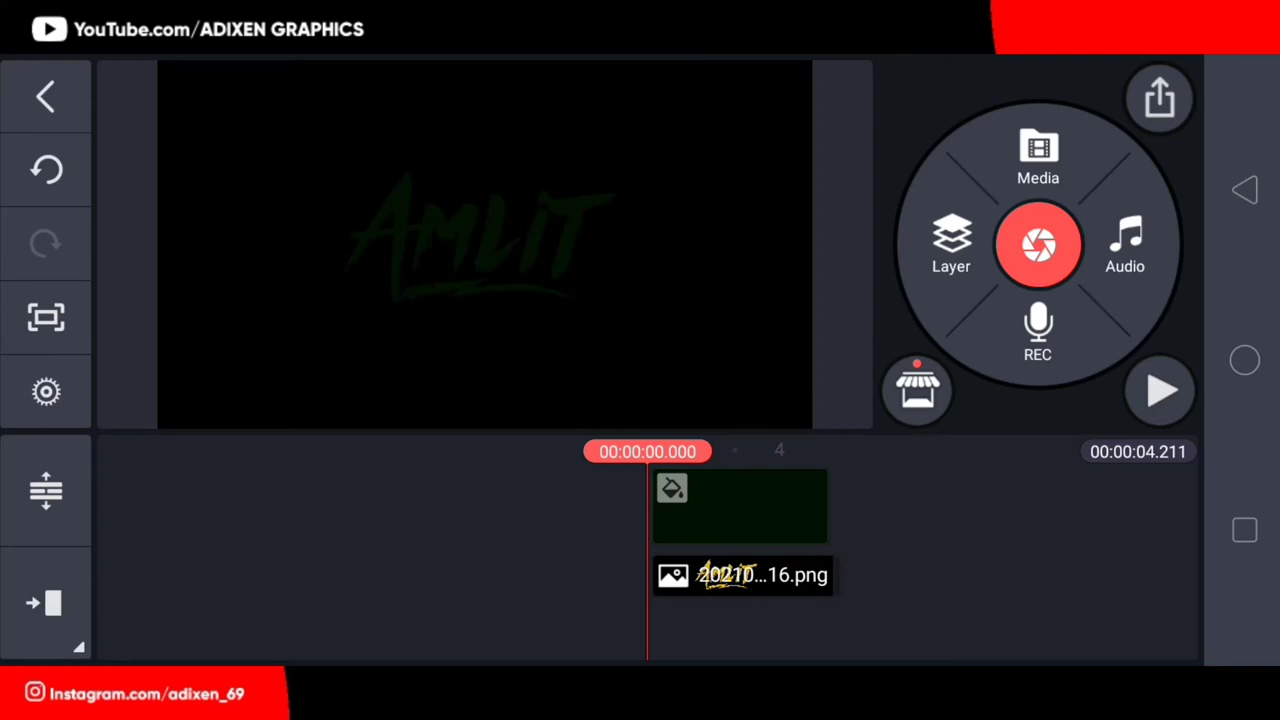 YouTube.com/ADIXEN GRAPHICS
AMLiT
Media
Layer
Audio
REC
00:00:00.000
4
00:00:04.211
AMLiT
20210...16.png
Instagram.com/adixen_69